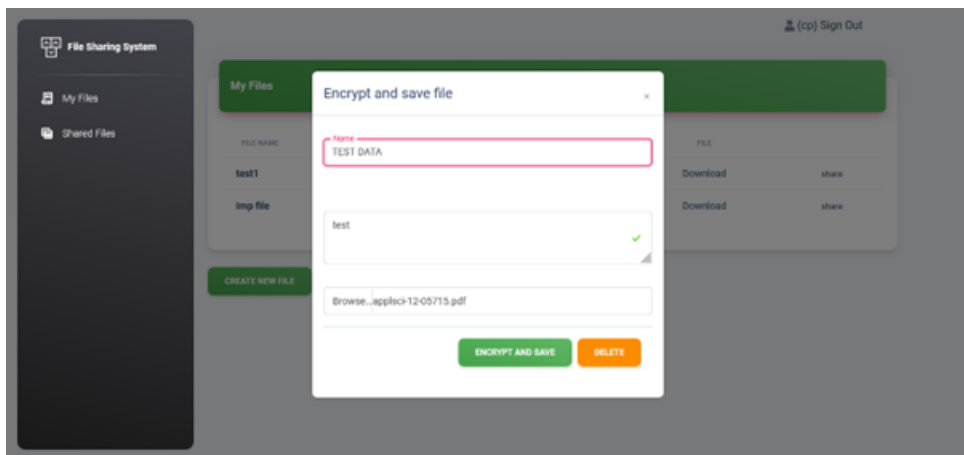 (cp) Sign Out
File Sharing System
My Files
Shared Files
My Files
FILE NAME
FILE
test1
Download
share
imp file
Download
share
CREATE NEW FILE
Encrypt and save file
×
Name
TEST DATA
test
Browse... applsci-12-05715.pdf
ENCRYPT AND SAVE
DELETE